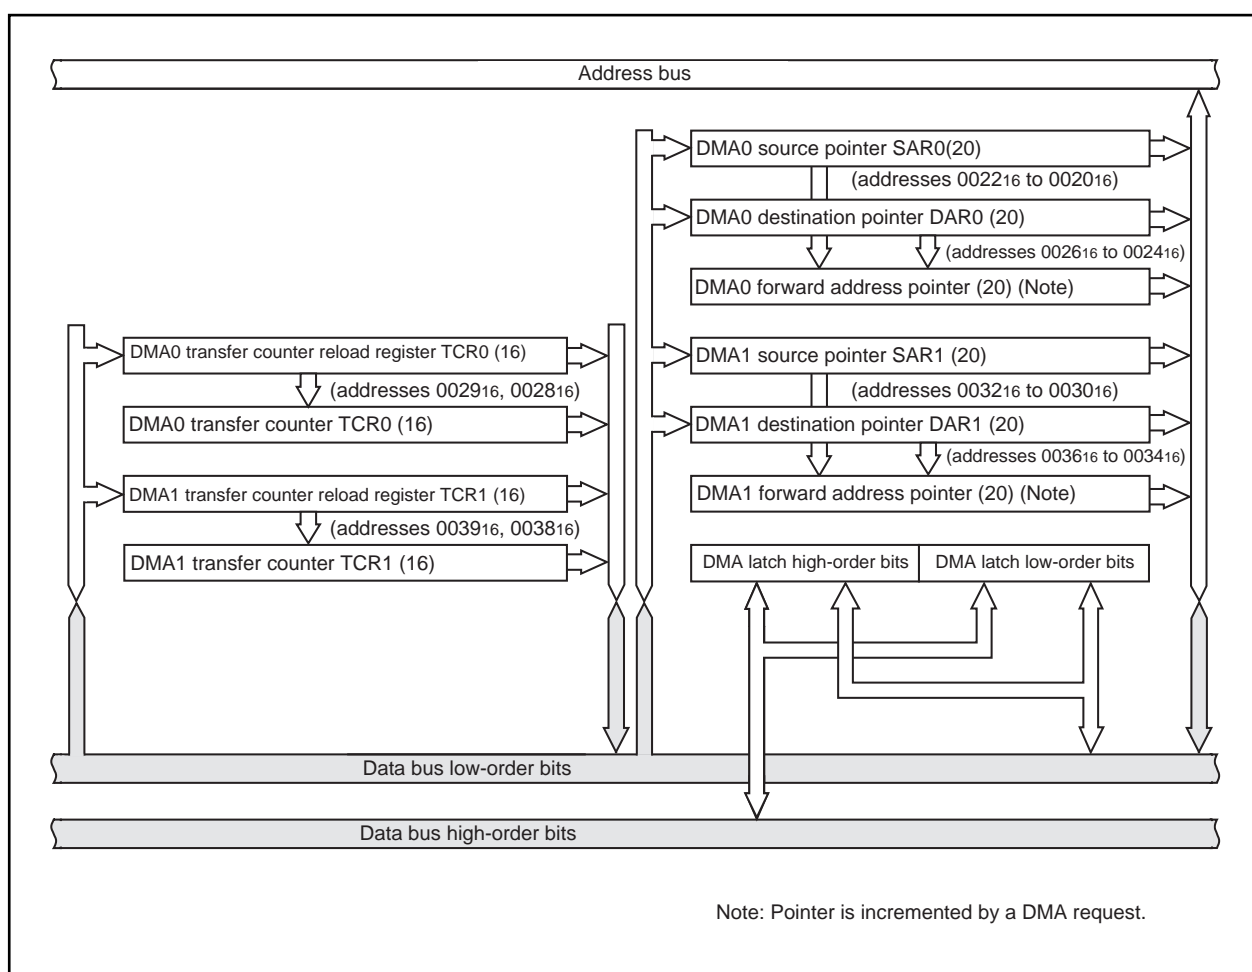 Address bus
DMA0 source pointer SAR0(20)
(addresses 002216 to 002016)
DMA0 destination pointer DAR0 (20)
(addresses 002616 to 002416)
DMA0 forward address pointer (20) (Note)
DMA0 transfer counter reload register TCR0 (16)
(addresses 002916, 002816)
DMA0 transfer counter TCR0 (16)
DMA1 transfer counter reload register TCR1 (16)
(addresses 003916, 003816)
DMA1 transfer counter TCR1 (16)
DMA1 source pointer SAR1 (20)
(addresses 003216 to 003016)
DMA1 destination pointer DAR1 (20)
(addresses 003616 to 003416)
DMA1 forward address pointer (20) (Note)
DMA latch high-order bits
DMA latch low-order bits
Data bus low-order bits
Data bus high-order bits
Note: Pointer is incremented by a DMA request.